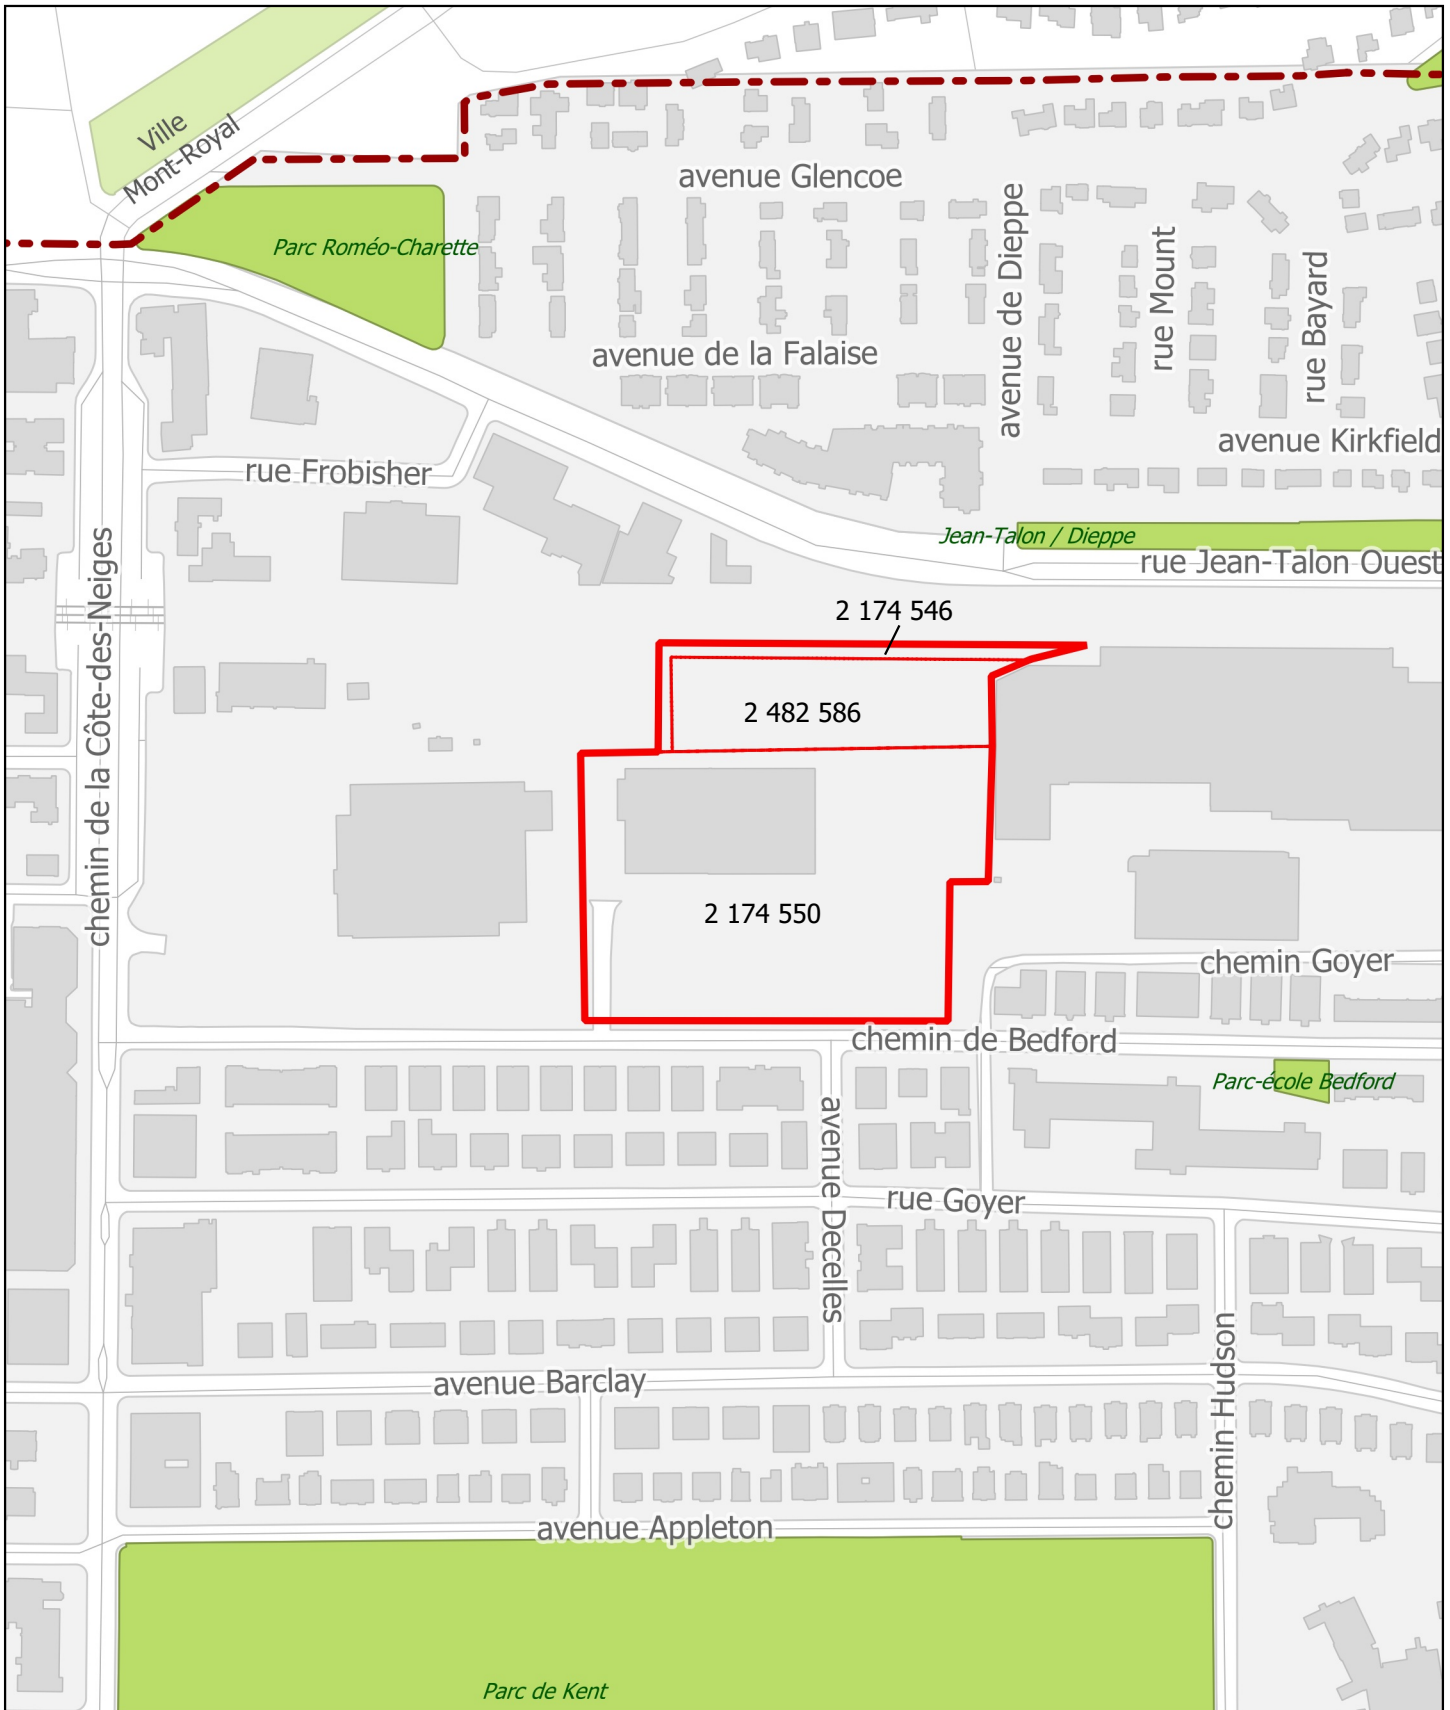 Ville
Mont-Royal
avenue Glencoe
Parc Roméo-Charette
avenue de Dieppe
rue Mount
rue Bayard
avenue de la Falaise
avenue Kirkfield
rue Frobisher
Jean-Talon / Dieppe
rue Jean-Talon Ouest
chemin de la Côte-des-Neiges
2 174 546
2 482 586
2 174 550
chemin Goyer
chemin de Bedford
Parc-école Bedford
avenue Decelles
rue Goyer
chemin Hudson
avenue Barclay
avenue Appleton
Parc de Kent